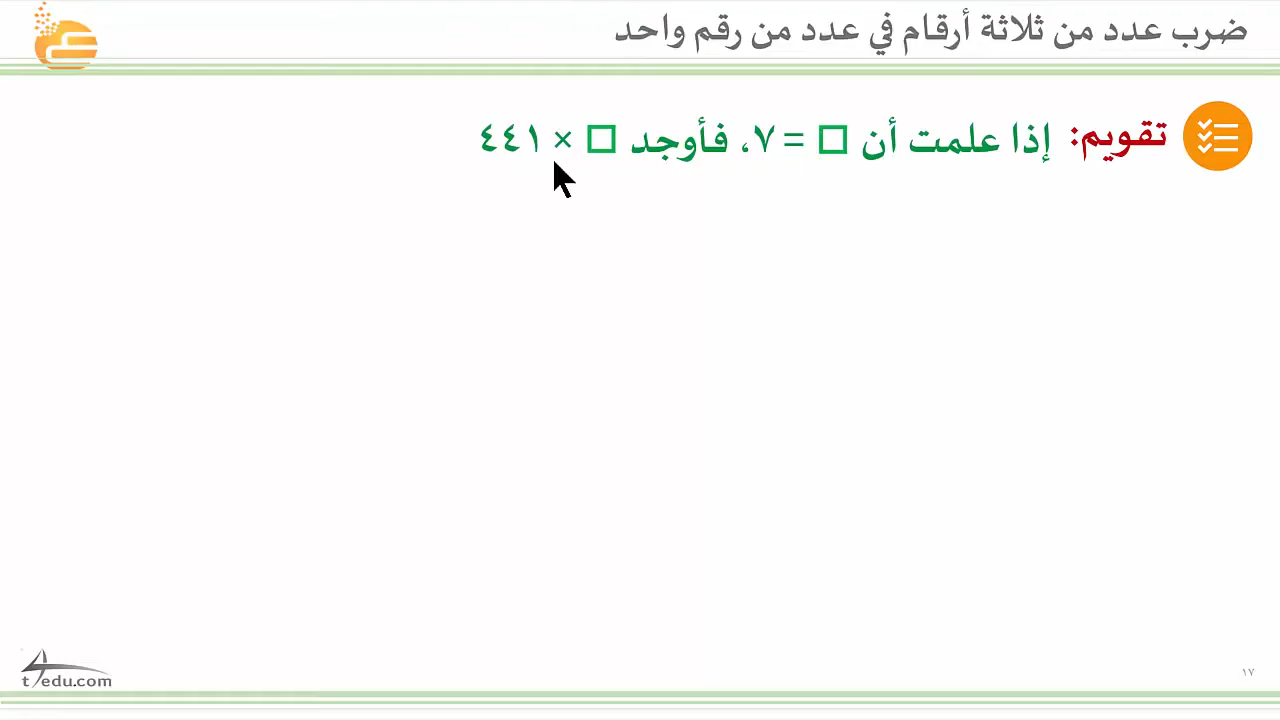 ضرب عدد من ثلاثة أرقام في عدد من رقم واحد
تقويم: إذا علمت أن □ = ٧، فأوجد □ × ٤٤١
t4edu.com
١٧